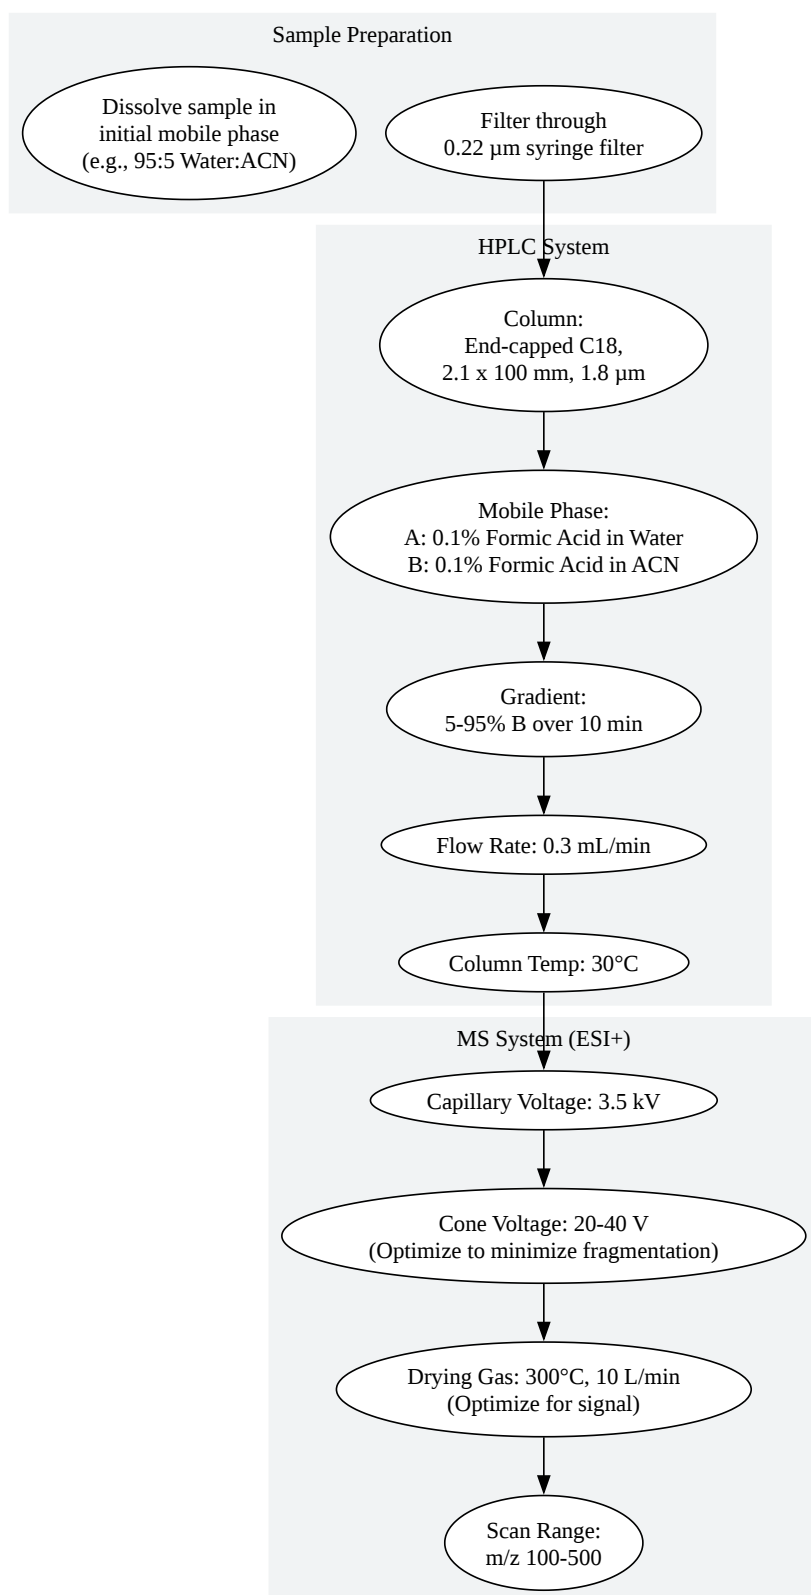 Sample Preparation
Dissolve sample in
initial mobile phase
(e.g., 95:5 Water:ACN)
Filter through
0.22 µm syringe filter
HPLC System
Column:
End-capped C18,
2.1 x 100 mm, 1.8 µm
Mobile Phase:
A: 0.1% Formic Acid in Water
B: 0.1% Formic Acid in ACN
Gradient:
5-95% B over 10 min
Flow Rate: 0.3 mL/min
Column Temp: 30°C
MS System (ESI+)
Capillary Voltage: 3.5 kV
Cone Voltage: 20-40 V
(Optimize to minimize fragmentation)
Drying Gas: 300°C, 10 L/min
(Optimize for signal)
Scan Range:
m/z 100-500